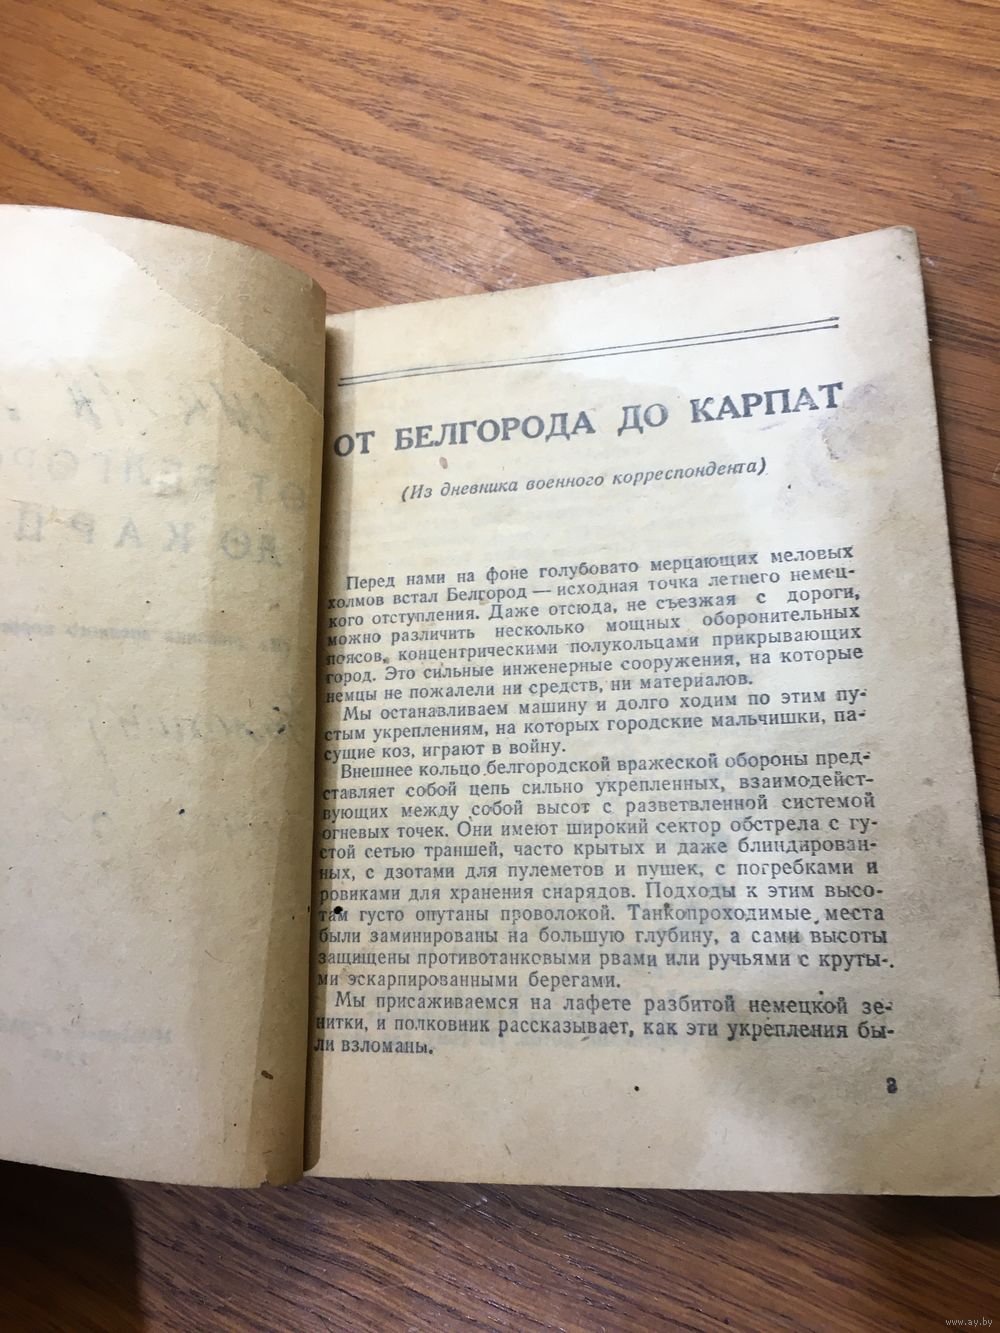 ОТ БЕЛГОРО
ДО КАРП
ОТ БЕЛГОРОДА ДО КАРПАТ
(Из дневника военного корреспондента)
Перед нами на фоне голубовато мерцающих меловых
холмов встал Белгород — исходная точка летнего немец-
кого отступления. Даже отсюда, не съезжая с дороги,
можно различить несколько мощных оборонительных
поясов, концентрическими полукольцами прикрывающих
город. Это сильные инженерные сооружения, на которые
немцы не пожалели ни средств, ни материалов.
Мы останавливаем машину и долго ходим по этим пу-
стым укреплениям, на которых городские мальчишки, па-
сущие коз, играют в войну.
Внешнее кольцо белгородской вражеской обороны пред-
ставляет собой цепь сильно укрепленных, взаимодейст-
вующих между собой высот с разветвленной системой
огневых точек. Они имеют широкий сектор обстрела с гу-
стой сетью траншей, часто крытых и даже блиндирован-
ных, с дзотами для пулеметов и пушек, с погребками и
ровиками для хранения снарядов. Подходы к этим высо-
там густо опутаны проволокой. Танкопроходимые места
были заминированы на большую глубину, а сами высоты
защищены противотанковыми рвами или ручьями с круты-
ми эскарпированными берегами.
Мы присаживаемся на лафете разбитой немецкой зе-
нитки, и полковник рассказывает, как эти укрепления бы-
ли взломаны.
3
www.ay.by